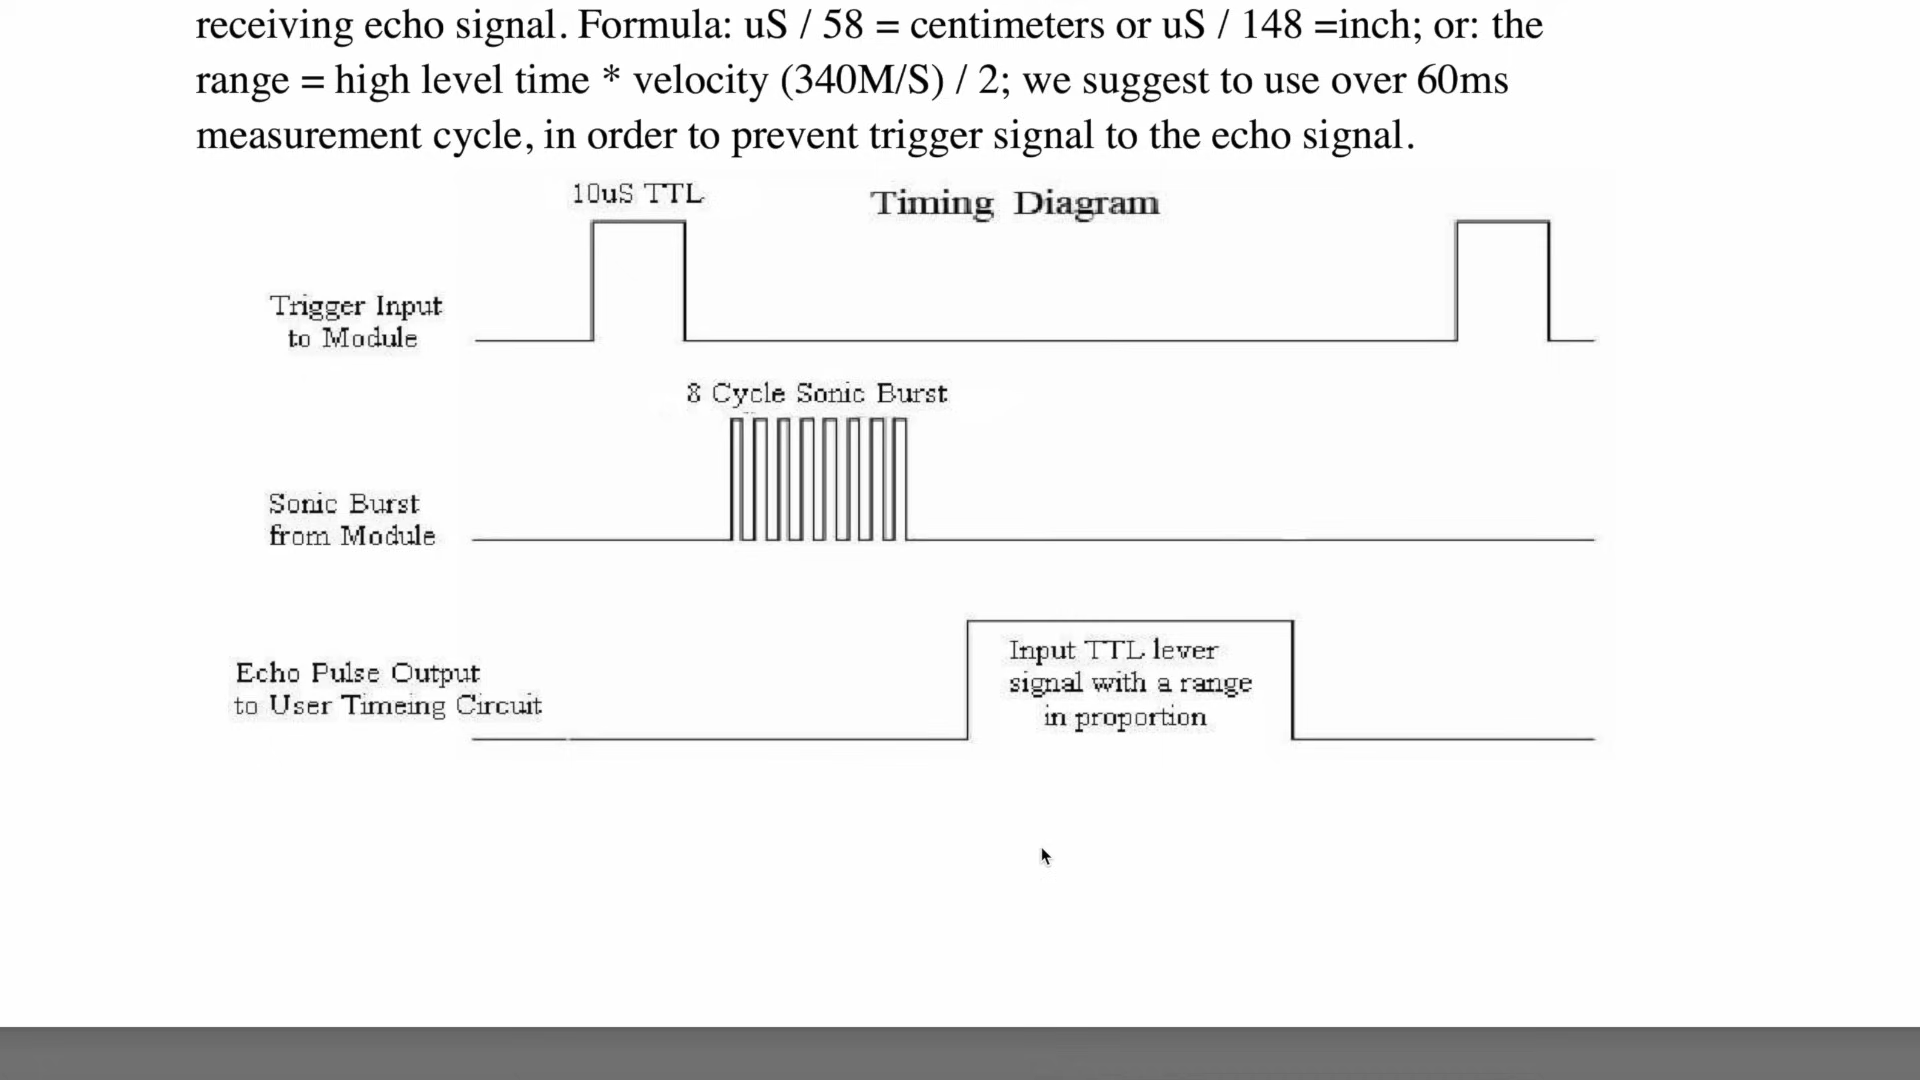 receiving echo signal. Formula: uS / 58 = centimeters or uS / 148 =inch; or: the
range = high level time * velocity (340M/S) / 2; we suggest to use over 60ms
measurement cycle, in order to prevent trigger signal to the echo signal.
10uS TTL
Timing Diagram
Trigger Input
to Module
8 Cycle Sonic Burst
Sonic Burst
from Module
Echo Pulse Output
to User Timeing Circuit
Input TTL lever
signal with a range
in proportion